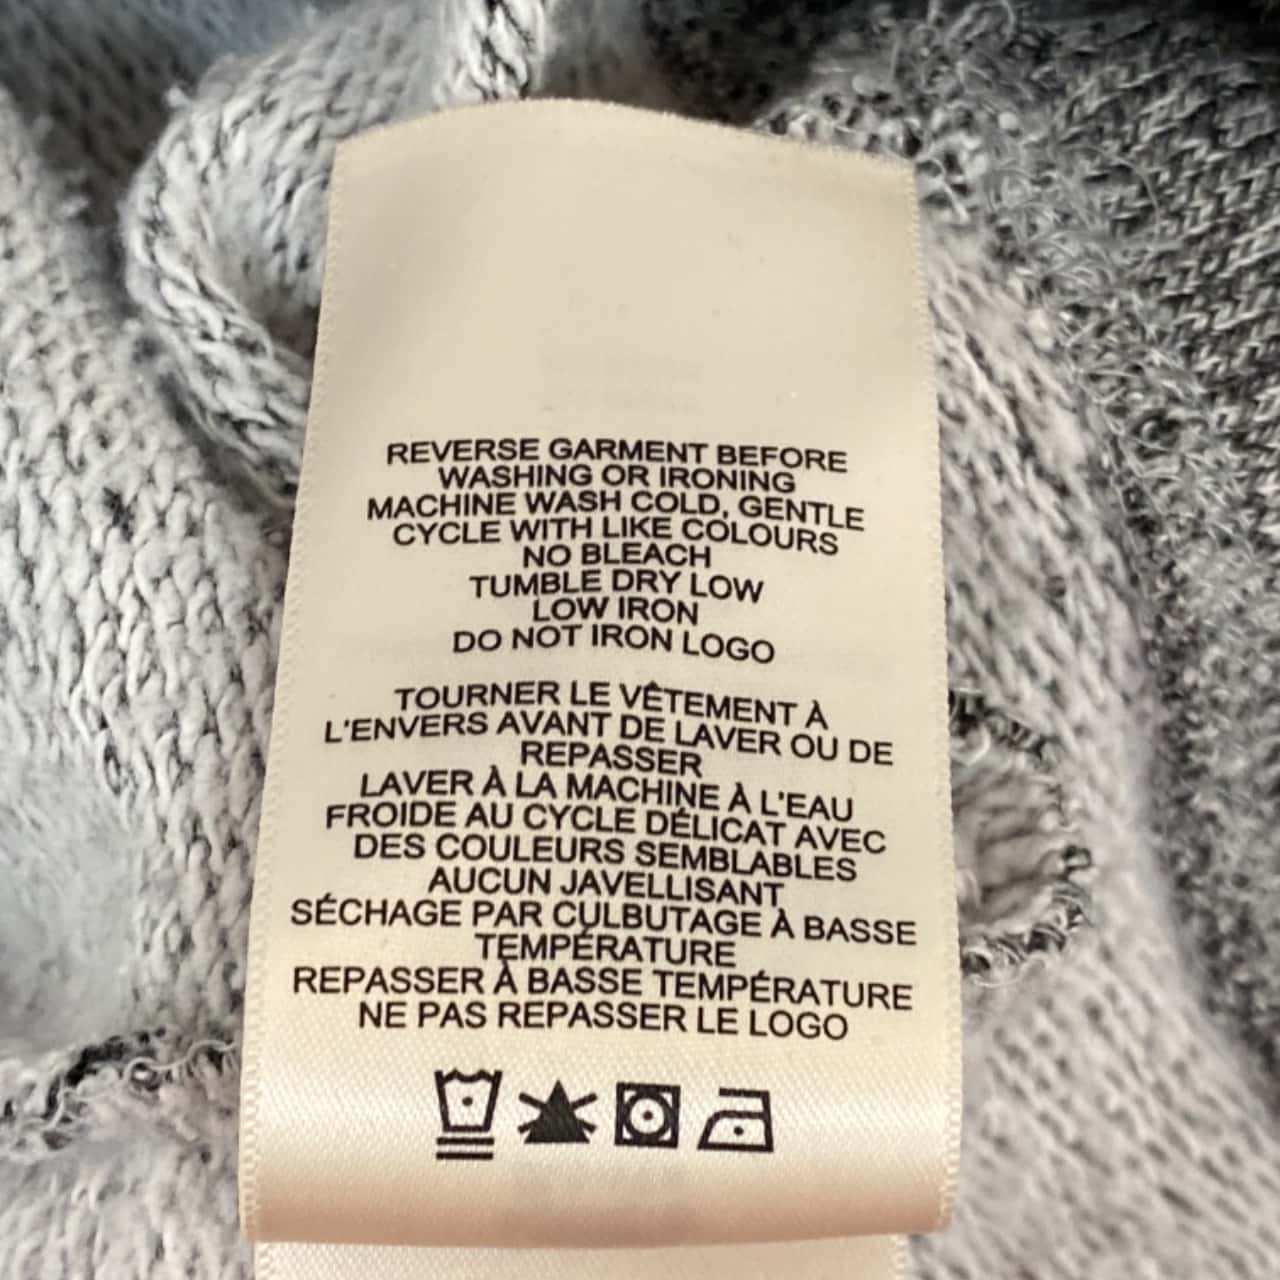 REVERSE GARMENT BEFORE
WASHING OR IRONING
MACHINE WASH COLD, GENTLE
CYCLE WITH LIKE COLOURS
NO BLEACH
TUMBLE DRY LOW
LOW IRON
DO NOT IRON LOGO
TOURNER LE VÊTEMENT À
L'ENVERS AVANT DE LAVER OU DE
REPASSER
LAVER À LA MACHINE À L'EAU
FROIDE AU CYCLE DÉLICAT AVEC
DES COULEURS SEMBLABLES
AUCUN JAVELLISANT
SÉCHAGE PAR CULBUTAGE À BASSE
TEMPÉRATURE
REPASSER À BASSE TEMPÉRATURE
NE PAS REPASSER LE LOGO